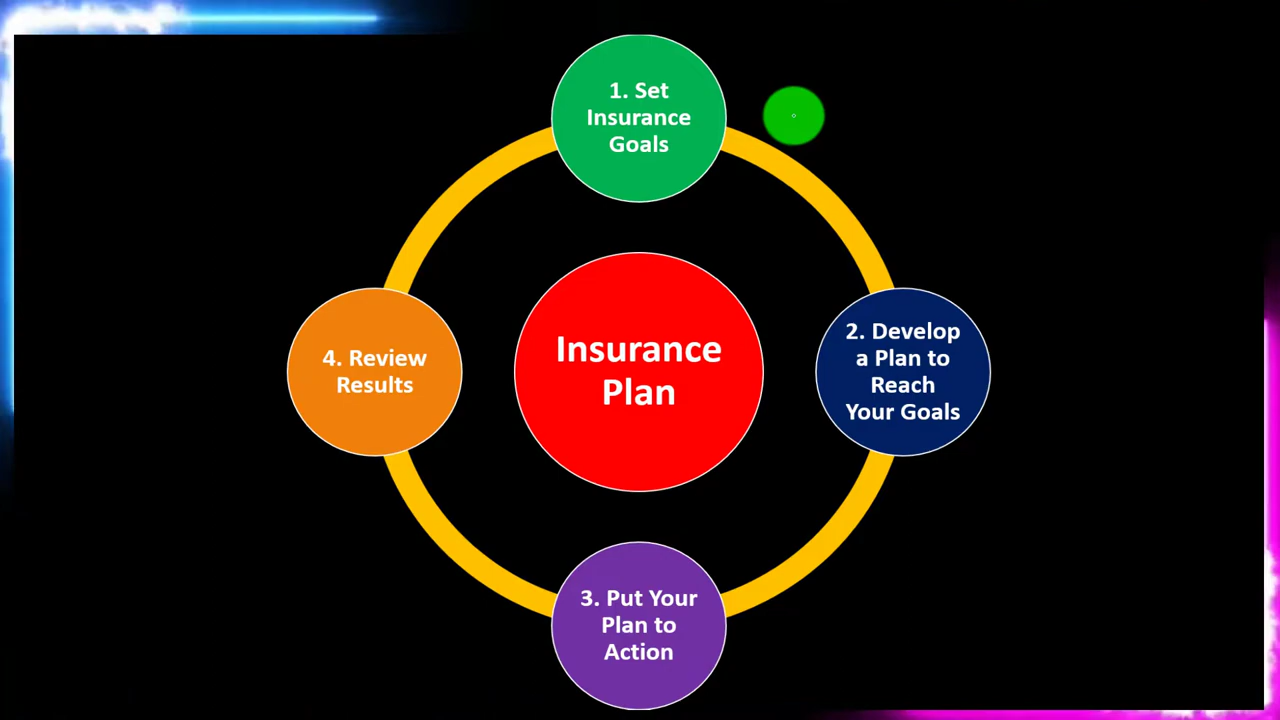 1. Set
Insurance
Goals
2. Develop
a Plan to
Reach
Your Goals
Insurance
Plan
4. Review
Results
3. Put Your
Plan to
Action